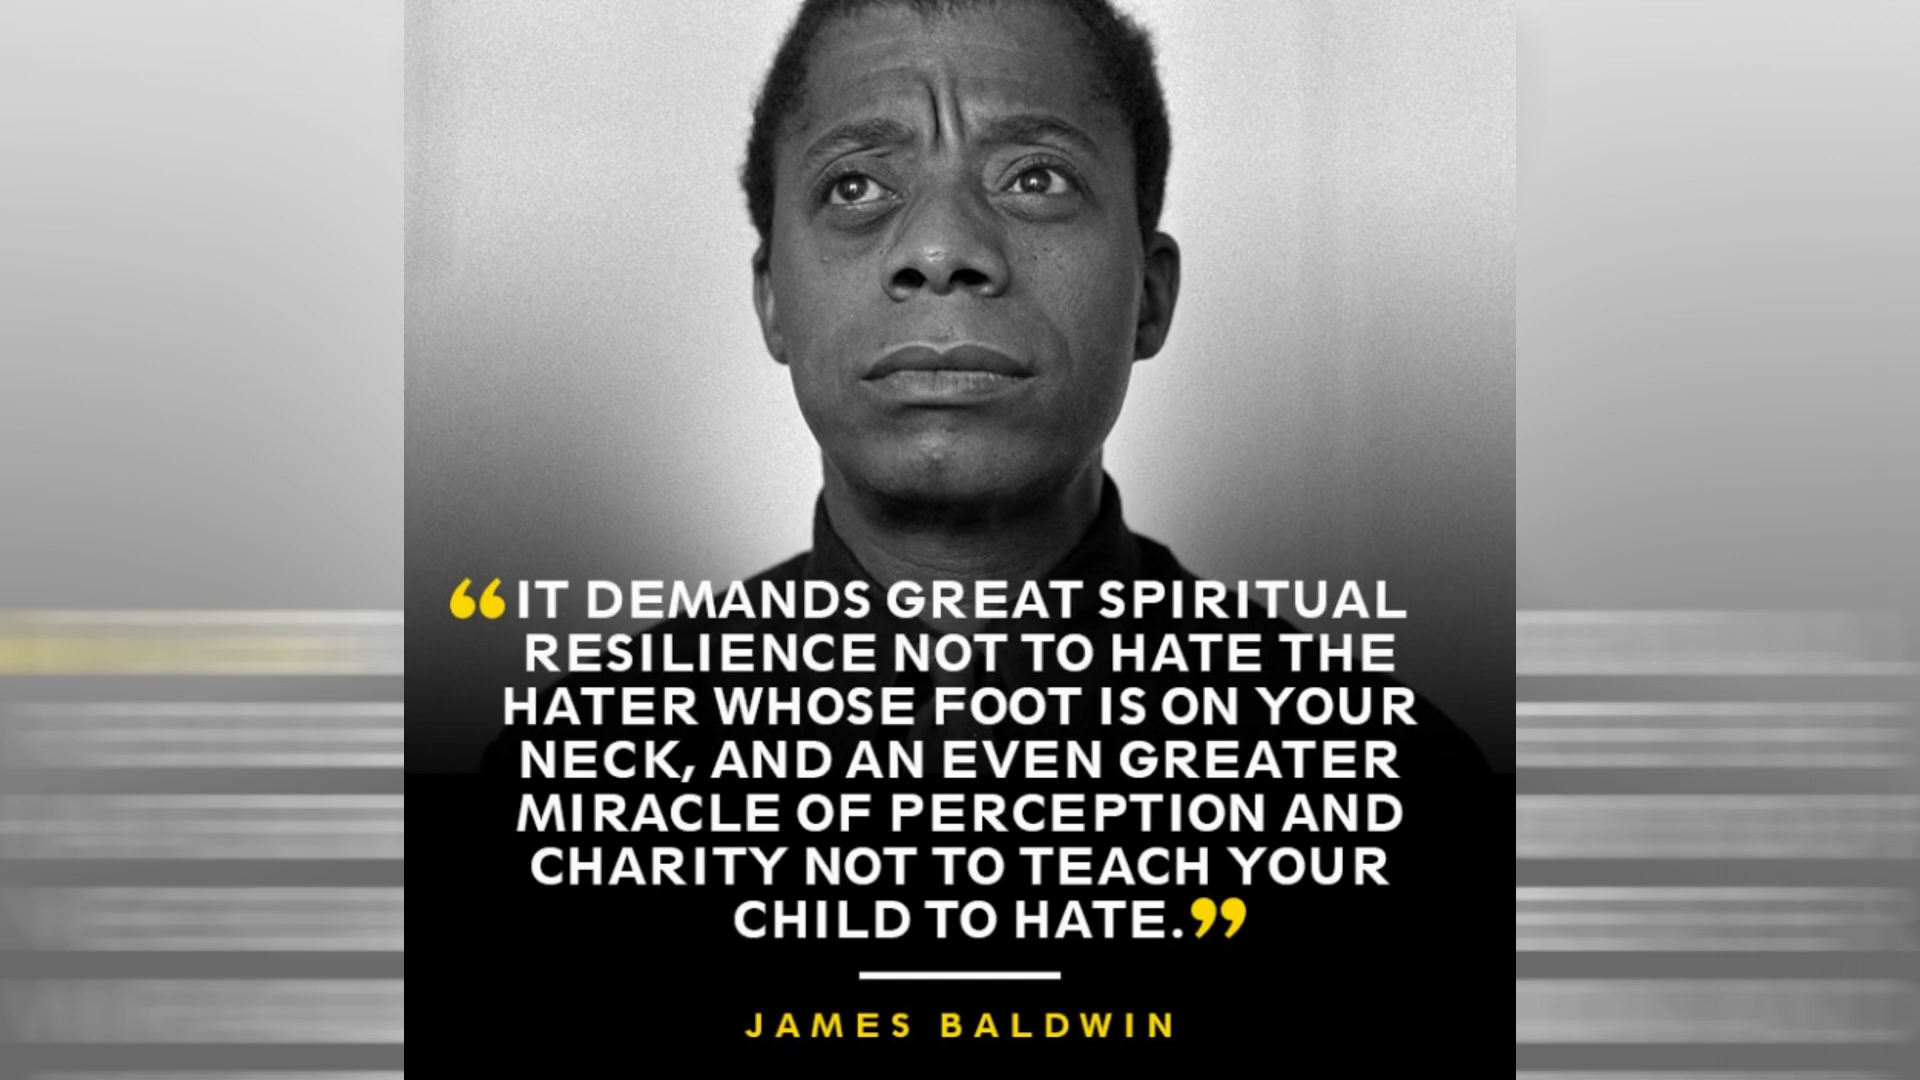 “IT DEMANDS GREAT SPIRITUAL
RESILIENCE NOT TO HATE THE
HATER WHOSE FOOT IS ON YOUR
NECK, AND AN EVEN GREATER
MIRACLE OF PERCEPTION AND
CHARITY NOT TO TEACH YOUR
CHILD TO HATE.”
JAMES BALDWIN